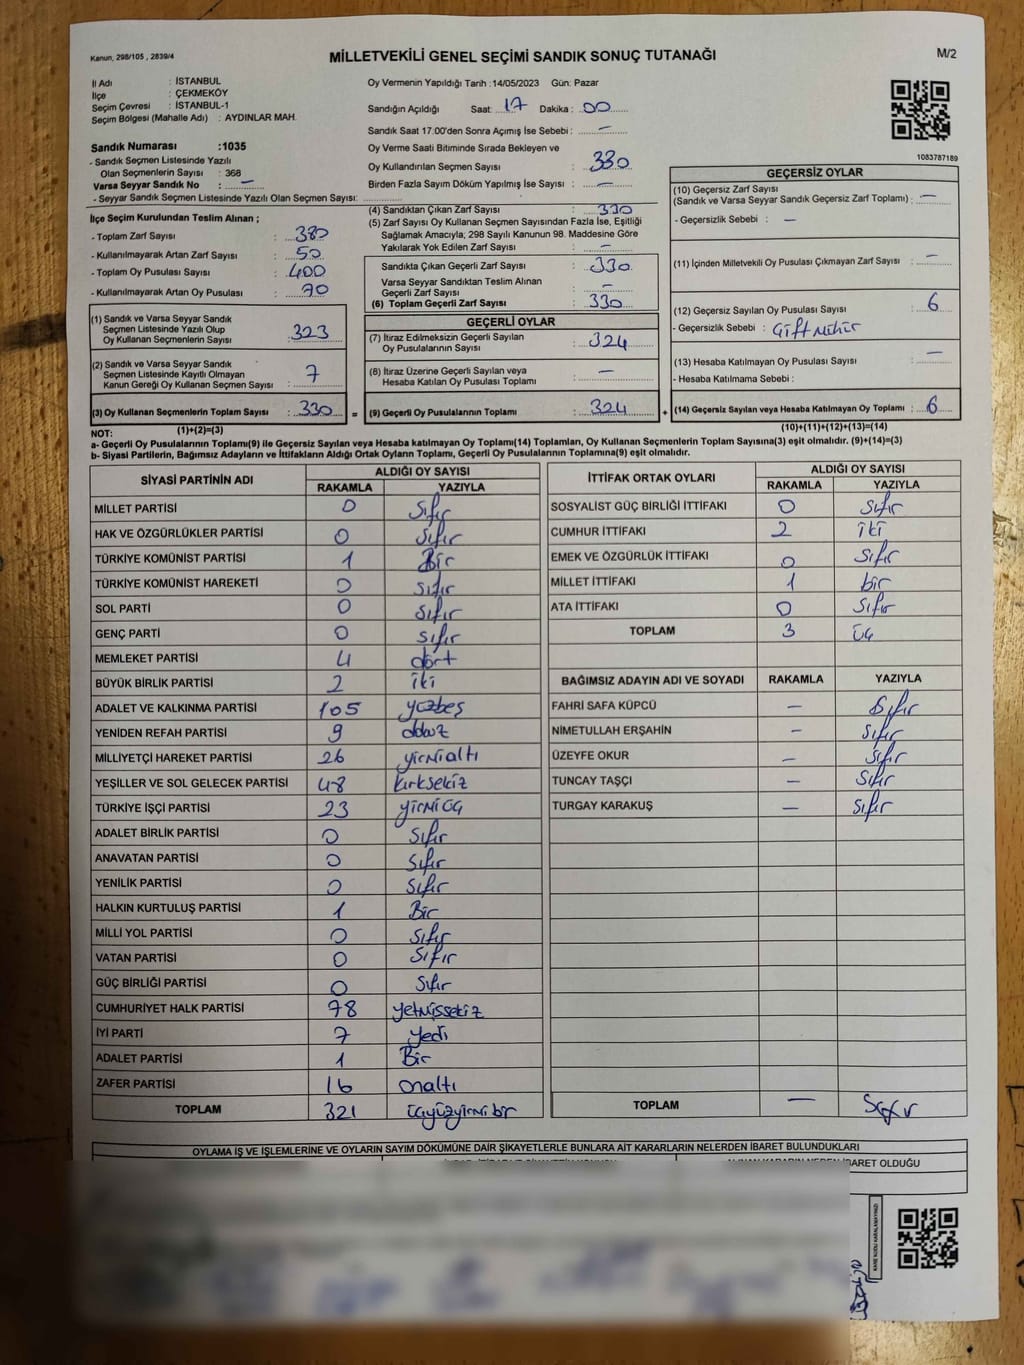 Kanun, 298/105 , 2839/4
MİLLETVEKİLİ GENEL SEÇİMİ SANDIK SONUÇ TUTANAĞI
M/2
İl Adı : İSTANBUL
İlçe : ÇEKMEKÖY
Seçim Çevresi : İSTANBUL-1
Seçim Bölgesi (Mahalle Adı) : AYDINLAR MAH.
Oy Vermenin Yapıldığı Tarih :14/05/2023 Gün: Pazar
Sandığın Açıldığı Saat: 17 Dakika : 00
Sandık Saat 17:00'den Sonra Açımış İse Sebebi : —
Oy Verme Saati Bitiminde Sırada Bekleyen ve
Oy Kullandırılan Seçmen Sayısı : 330
Birden Fazla Sayım Döküm Yapılmış İse Sayısı : —
1083787189
Sandık Numarası :1035
- Sandık Seçmen Listesinde Yazılı
Olan Seçmenlerin Sayısı : 368
Varsa Seyyar Sandık No : —
- Seyyar Sandık Seçmen Listesinde Yazılı Olan Seçmen Sayısı:
İlçe Seçim Kurulundan Teslim Alınan ;
- Toplam Zarf Sayısı : 380
- Kullanılmayarak Artan Zarf Sayısı : 50
- Toplam Oy Pusulası Sayısı : 400
- Kullanılmayarak Artan Oy Pusulası : 70
(4) Sandıktan Çıkan Zarf Sayısı : 330
(5) Zarf Sayısı Oy Kullanan Seçmen Sayısından Fazla İse, Eşitliği
Sağlamak Amacıyla; 298 Sayılı Kanunun 98. Maddesine Göre
Yakılarak Yok Edilen Zarf Sayısı : —
Sandıkta Çıkan Geçerli Zarf Sayısı : 330
Varsa Seyyar Sandıktan Teslim Alınan
Geçerli Zarf Sayısı : —
(6) Toplam Geçerli Zarf Sayısı : 330
GEÇERSİZ OYLAR
(10) Geçersiz Zarf Sayısı
(Sandık ve Varsa Seyyar Sandık Geçersiz Zarf Toplamı) : —
- Geçersizlik Sebebi : —
(11) İçinden Milletvekili Oy Pusulası Çıkmayan Zarf Sayısı : —
(12) Geçersiz Sayılan Oy Pusulası Sayısı : 6
- Geçersizlik Sebebi : Çift Mühür
(13) Hesaba Katılmayan Oy Pusulası Sayısı : —
- Hesaba Katılmama Sebebi :
(1) Sandık ve Varsa Seyyar Sandık
Seçmen Listesinde Yazılı Olup
Oy Kullanan Seçmenlerin Sayısı : 323
(2) Sandık ve Varsa Seyyar Sandık
Seçmen Listesinde Kayıtlı Olmayan
Kanun Gereği Oy Kullanan Seçmen Sayısı : 7
GEÇERLİ OYLAR
(7) İtiraz Edilmeksizin Geçerli Sayılan
Oy Pusulalarının Sayısı : 324
(8) İtiraz Üzerine Geçerli Sayılan veya
Hesaba Katılan Oy Pusulası Toplamı : —
(3) Oy Kullanan Seçmenlerin Toplam Sayısı : 330 = (9) Geçerli Oy Pusulalarının Toplamı : 324 + (14) Geçersiz Sayılan veya Hesaba Katılmayan Oy Toplamı : 6
NOT: (1)+(2)=(3) (10)+(11)+(12)+(13)=(14)
a- Geçerli Oy Pusulalarının Toplamı(9) ile Geçersiz Sayılan veya Hesaba katılmayan Oy Toplamı(14) Toplamları, Oy Kullanan Seçmenlerin Toplam Sayısına(3) eşit olmalıdır. (9)+(14)=(3)
b- Siyasi Partilerin, Bağımsız Adayların ve İttifakların Aldığı Ortak Oyların Toplamı, Geçerli Oy Pusulalarının Toplamına(9) eşit olmalıdır.
SİYASİ PARTİNİN ADI ALDIĞI OY SAYISI
RAKAMLA YAZIYLA
MİLLET PARTİSİ 0 Sıfır
HAK VE ÖZGÜRLÜKLER PARTİSİ 0 Sıfır
TÜRKİYE KOMÜNİST PARTİSİ 1 Bir
TÜRKİYE KOMÜNİST HAREKETİ 0 Sıfır
SOL PARTİ 0 Sıfır
GENÇ PARTİ 0 Sıfır
MEMLEKET PARTİSİ 4 dört
BÜYÜK BİRLİK PARTİSİ 2 iki
ADALET VE KALKINMA PARTİSİ 105 yüzbeş
YENİDEN REFAH PARTİSİ 9 dokuz
MİLLİYETÇİ HAREKET PARTİSİ 26 yirmialtı
YEŞİLLER VE SOL GELECEK PARTİSİ 48 kırksekiz
TÜRKİYE İŞÇİ PARTİSİ 23 yirmiüç
ADALET BİRLİK PARTİSİ 0 Sıfır
ANAVATAN PARTİSİ 0 Sıfır
YENİLİK PARTİSİ 0 Sıfır
HALKIN KURTULUŞ PARTİSİ 1 Bir
MİLLİ YOL PARTİSİ 0 Sıfır
VATAN PARTİSİ 0 Sıfır
GÜÇ BİRLİĞİ PARTİSİ 0 Sıfır
CUMHURİYET HALK PARTİSİ 78 yetmişsekiz
İYİ PARTİ 7 yedi
ADALET PARTİSİ 1 Bir
ZAFER PARTİSİ 16 onaltı
TOPLAM 321 üçyüzyirmibir
İTTİFAK ORTAK OYLARI ALDIĞI OY SAYISI
RAKAMLA YAZIYLA
SOSYALİST GÜÇ BİRLİĞİ İTTİFAKI 0 Sıfır
CUMHUR İTTİFAKI 2 iki
EMEK VE ÖZGÜRLÜK İTTİFAKI 0 Sıfır
MİLLET İTTİFAKI 1 bir
ATA İTTİFAKI 0 Sıfır
TOPLAM 3 üç
BAĞIMSIZ ADAYIN ADI VE SOYADI RAKAMLA YAZIYLA
FAHRİ SAFA KÜPCÜ — Sıfır
NİMETULLAH ERŞAHİN — Sıfır
ÜZEYFE OKUR — Sıfır
TUNCAY TAŞÇI — Sıfır
TURGAY KARAKUŞ — Sıfır
TOPLAM — Sıfır
OYLAMA İŞ VE İŞLEMLERİNE VE OYLARIN SAYIM DÖKÜMÜNE DAİR ŞİKAYETLERLE BUNLARA AİT KARARLARIN NELERDEN İBARET BULUNDUKLARI
İBARET OLDUĞU